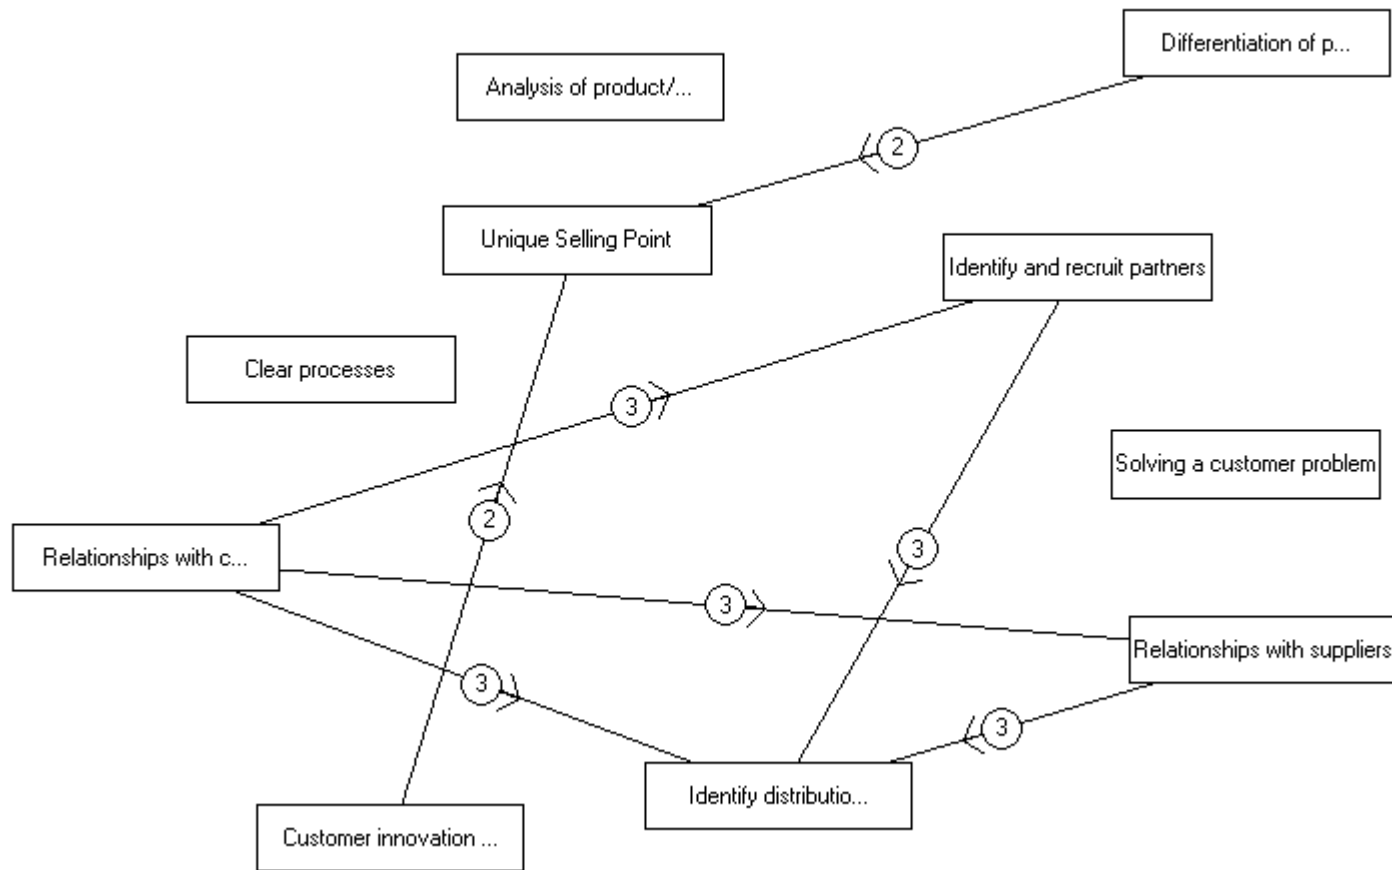 Differentiation of p...
Analysis of product/...
2
Unique Selling Point
Identify and recruit partners
Clear processes
3
Solving a customer problem
2
Relationships with c...
3
3
Relationships with suppliers
3
3
Identify distributio...
Customer innovation ...